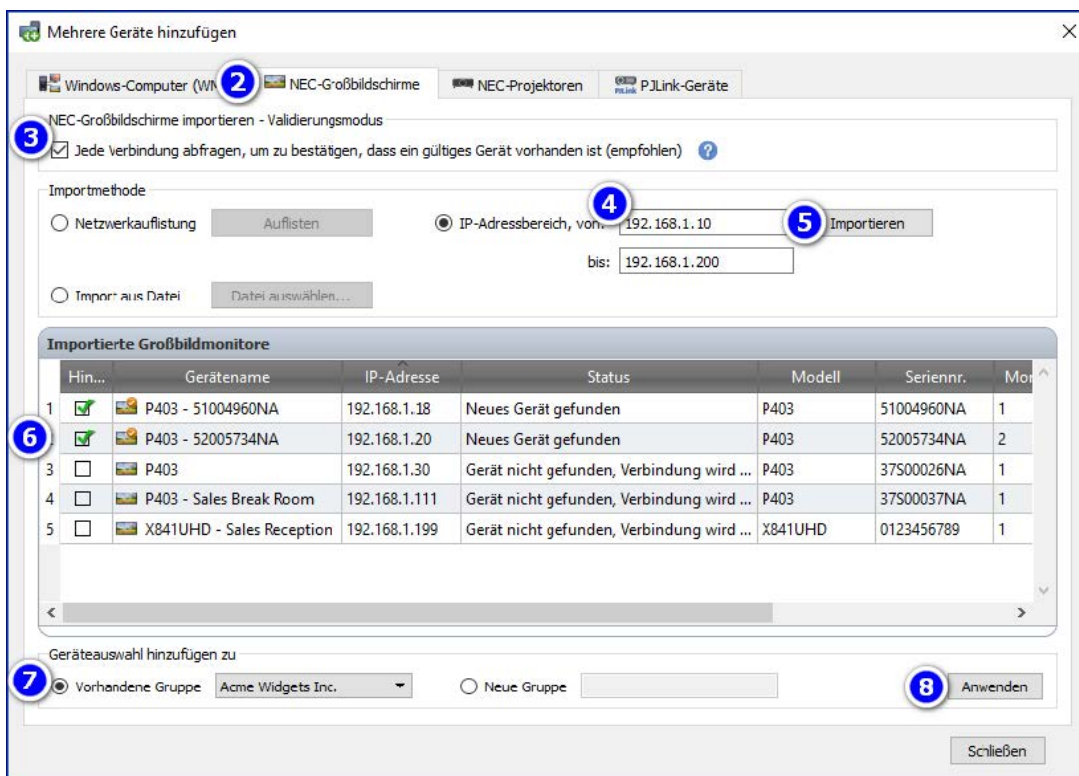 Mehrere Geräte hinzufügen
Windows-Computer (WM 2 NEC-Großbildschirme NEC-Projektoren PJLink PJLink-Geräte
NEC-Großbildschirme importieren - Validierungsmodus
3 Jede Verbindung abfragen, um zu bestätigen, dass ein gültiges Gerät vorhanden ist (empfohlen) ?
Importmethode
Netzwerkauflistung Auflisten IP-Adressbereich, von: 4 192.168.1.10 5 Importieren
bis: 192.168.1.200
Import aus Datei Datei auswählen...
Importierte Großbildmonitore
Hin... Gerätename IP-Adresse Status Modell Seriennr. Mor
1 P403 - 51004960NA 192.168.1.18 Neues Gerät gefunden P403 51004960NA 1
6 P403 - 52005734NA 192.168.1.20 Neues Gerät gefunden P403 52005734NA 2
3 P403 192.168.1.30 Gerät nicht gefunden, Verbindung wird ... P403 37S00026NA 1
4 P403 - Sales Break Room 192.168.1.111 Gerät nicht gefunden, Verbindung wird ... P403 37S00037NA 1
5 X841UHD - Sales Reception 192.168.1.199 Gerät nicht gefunden, Verbindung wird ... X841UHD 0123456789 1
Geräteauswahl hinzufügen zu
7 Vorhandene Gruppe Acme Widgets Inc. Neue Gruppe 8 Anwenden
Schließen